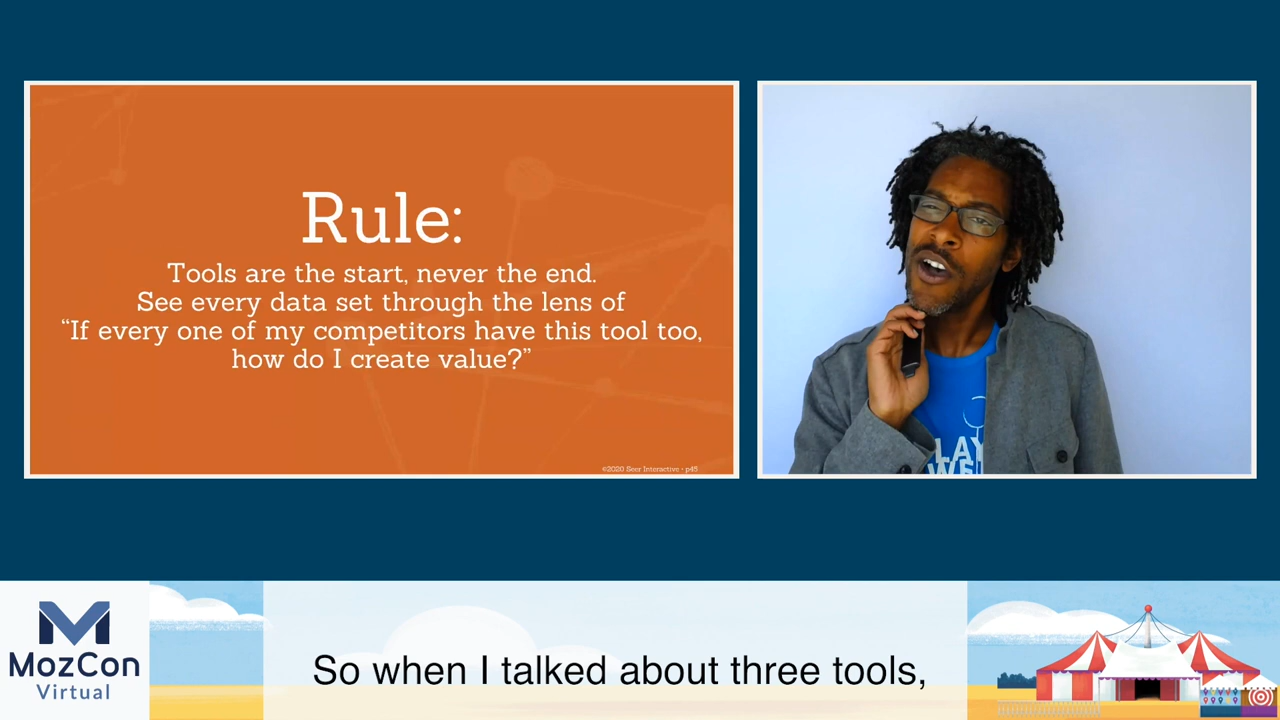 Rule:
Tools are the start, never the end.
See every data set through the lens of
“If every one of my competitors have this tool too,
how do I create value?”
©2020 Seer Interactive • p45
MozCon
Virtual
So when I talked about three tools,